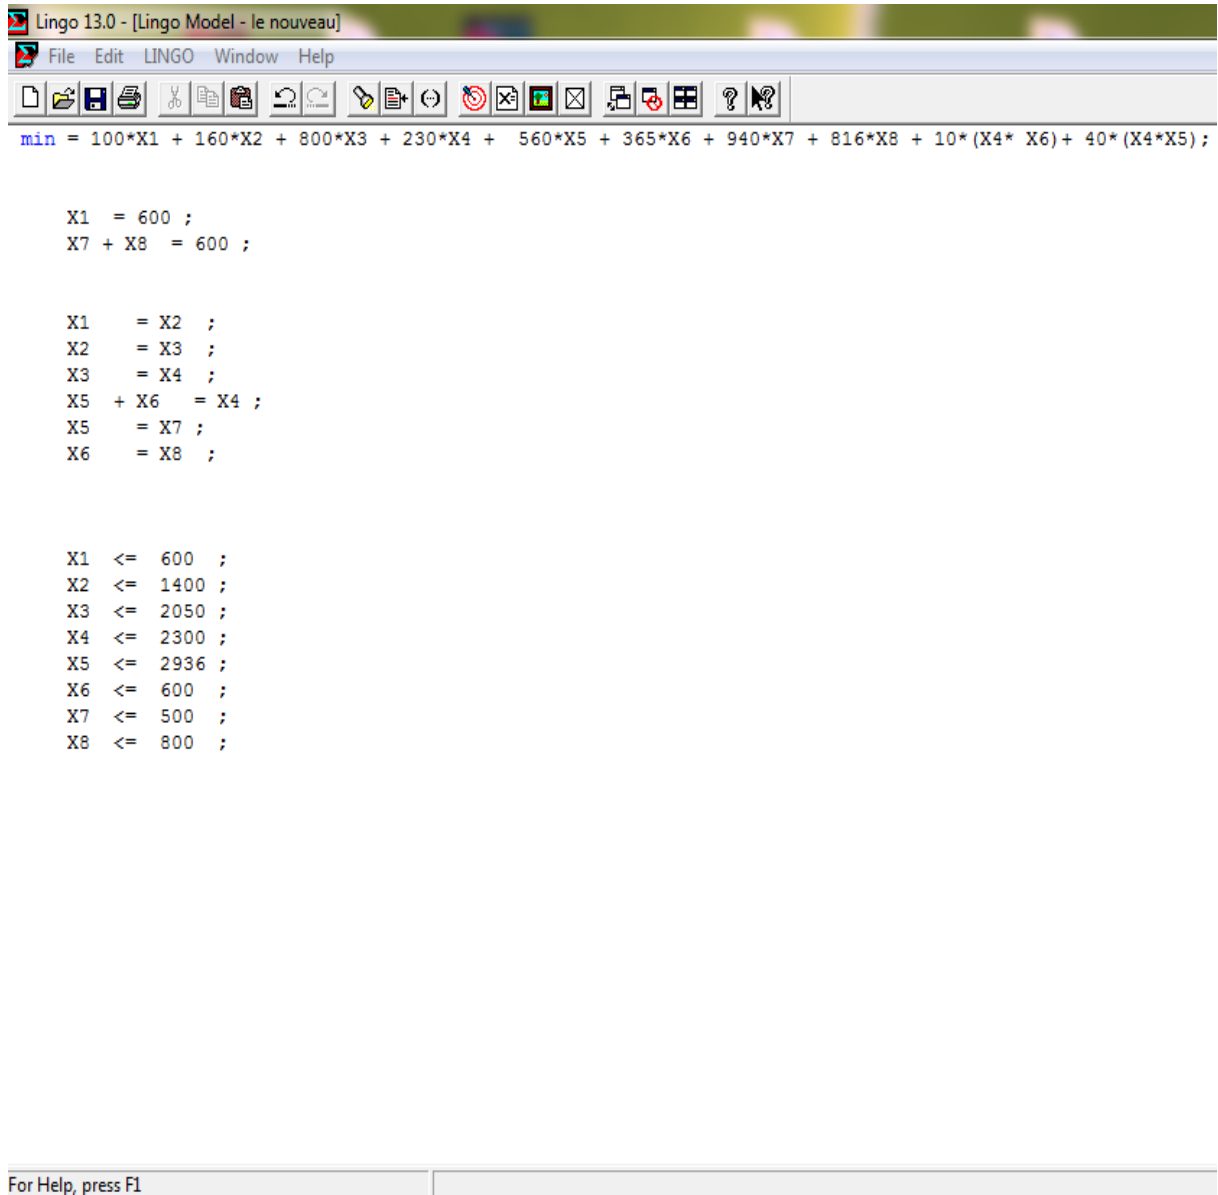 Lingo 13.0 - [Lingo Model - le nouveau]
File Edit LINGO Window Help
min = 100*X1 + 160*X2 + 800*X3 + 230*X4 + 560*X5 + 365*X6 + 940*X7 + 816*X8 + 10*(X4* X6)+ 40*(X4*X5);
X1 = 600 ;
X7 + X8 = 600 ;
X1 = X2 ;
X2 = X3 ;
X3 = X4 ;
X5 + X6 = X4 ;
X5 = X7 ;
X6 = X8 ;
X1 <= 600 ;
X2 <= 1400 ;
X3 <= 2050 ;
X4 <= 2300 ;
X5 <= 2936 ;
X6 <= 600 ;
X7 <= 500 ;
X8 <= 800 ;
For Help, press F1